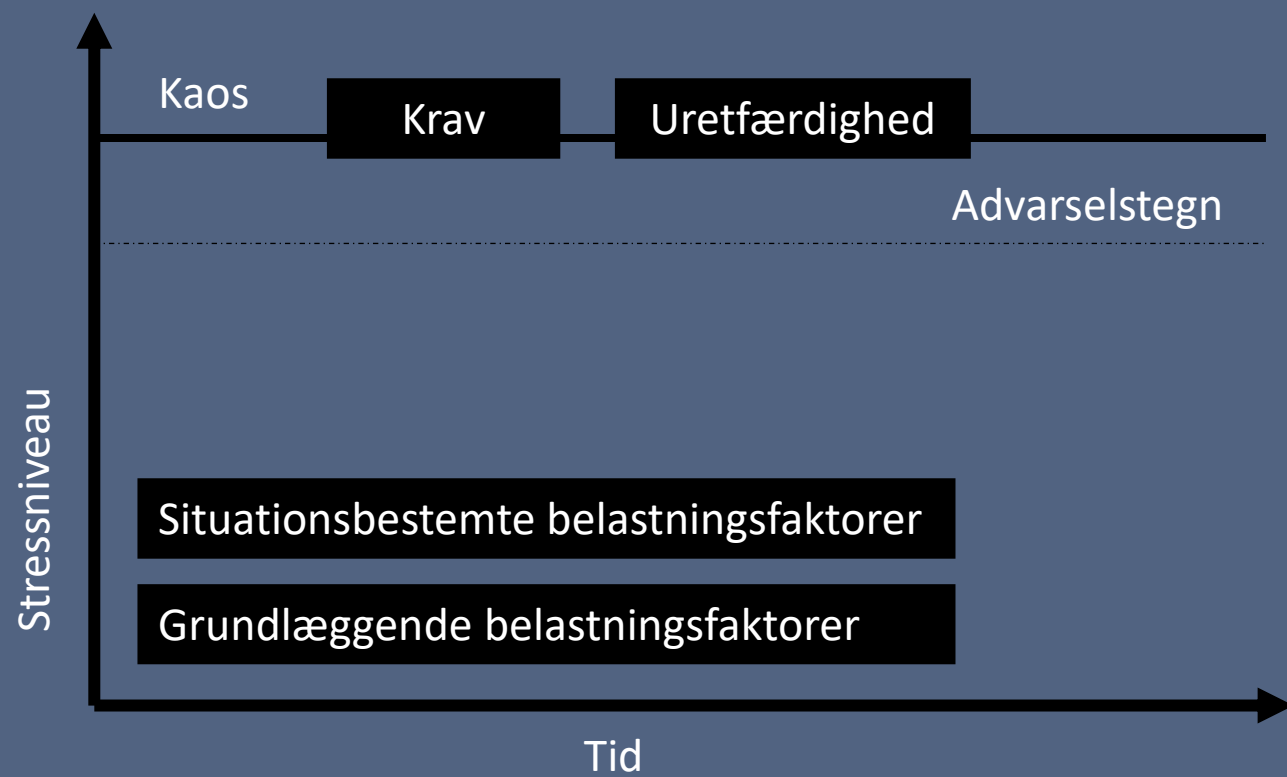 Kaos
Krav
Uretfærdighed
Advarselstegn
Stressniveau
Situationsbestemte belastningsfaktorer
Grundlæggende belastningsfaktorer
Tid